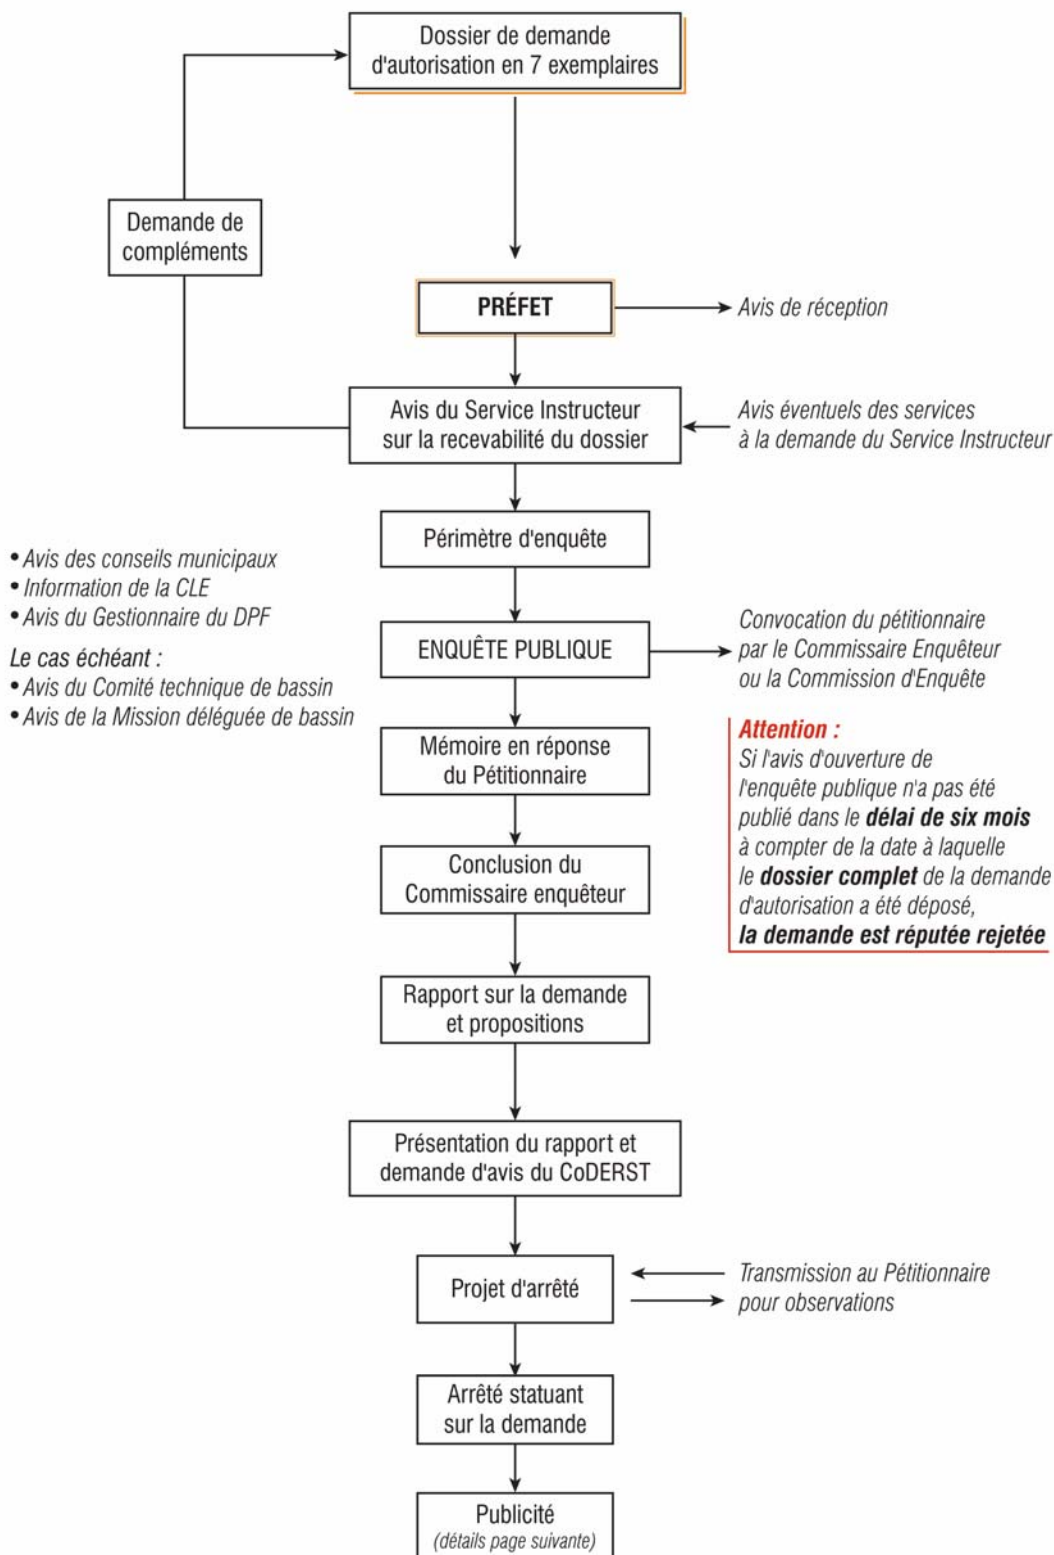 Dossier de demande
d'autorisation en 7 exemplaires
Demande de
compléments
PRÉFET
Avis de réception
Avis du Service Instructeur
sur la recevabilité du dossier
Avis éventuels des services
à la demande du Service Instructeur
Périmètre d'enquête
• Avis des conseils municipaux
• Information de la CLE
• Avis du Gestionnaire du DPF
Le cas échéant :
• Avis du Comité technique de bassin
• Avis de la Mission déléguée de bassin
ENQUÊTE PUBLIQUE
Convocation du pétitionnaire
par le Commissaire Enquêteur
ou la Commission d'Enquête
Mémoire en réponse
du Pétitionnaire
Attention :
Si l'avis d'ouverture de
l'enquête publique n'a pas été
publié dans le délai de six mois
à compter de la date à laquelle
le dossier complet de la demande
d'autorisation a été déposé,
la demande est réputée rejetée
Conclusion du
Commissaire enquêteur
Rapport sur la demande
et propositions
Présentation du rapport et
demande d'avis du CoDERST
Projet d'arrêté
Transmission au Pétitionnaire
pour observations
Arrêté statuant
sur la demande
Publicité
(détails page suivante)